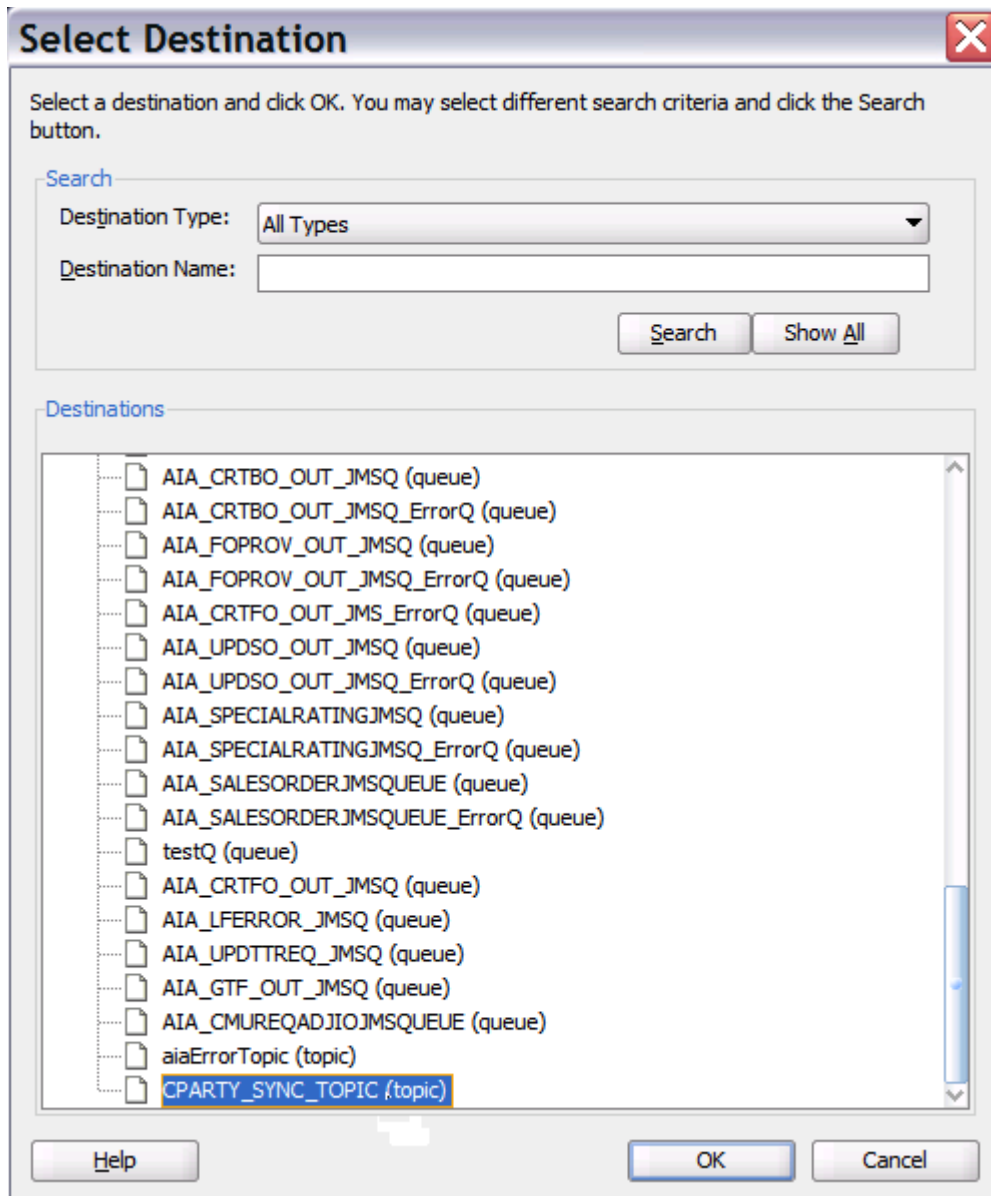 Select Destination
Select a destination and click OK. You may select different search criteria and click the Search
button.
Search
Destination Type: All Types
Destination Name:
Search Show All
Destinations
AIA_CRTBO_OUT_JMSQ (queue)
AIA_CRTBO_OUT_JMSQ_ErrorQ (queue)
AIA_FOPROV_OUT_JMSQ (queue)
AIA_FOPROV_OUT_JMSQ_ErrorQ (queue)
AIA_CRTFO_OUT_JMS_ErrorQ (queue)
AIA_UPDSO_OUT_JMSQ (queue)
AIA_UPDSO_OUT_JMSQ_ErrorQ (queue)
AIA_SPECIALRATINGJMSQ (queue)
AIA_SPECIALRATINGJMSQ_ErrorQ (queue)
AIA_SALESORDERJMSQUEUE (queue)
AIA_SALESORDERJMSQUEUE_ErrorQ (queue)
testQ (queue)
AIA_CRTFO_OUT_JMSQ (queue)
AIA_LFERROR_JMSQ (queue)
AIA_UPDTTREQ_JMSQ (queue)
AIA_GTF_OUT_JMSQ (queue)
AIA_CMUREQADJIOJMSQUEUE (queue)
aiaErrorTopic (topic)
CPARTY_SYNC_TOPIC (topic)
Help OK Cancel